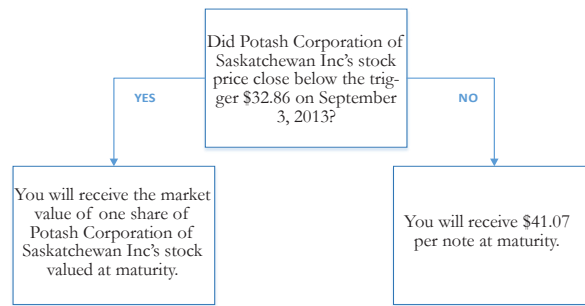 Did Potash Corporation of
Saskatchewan Inc's stock
price close below the trig-
ger $32.86 on September
3, 2013?
YES
NO
You will receive the market
value of one share of
Potash Corporation of
Saskatchewan Inc's stock
valued at maturity.
You will receive $41.07
per note at maturity.